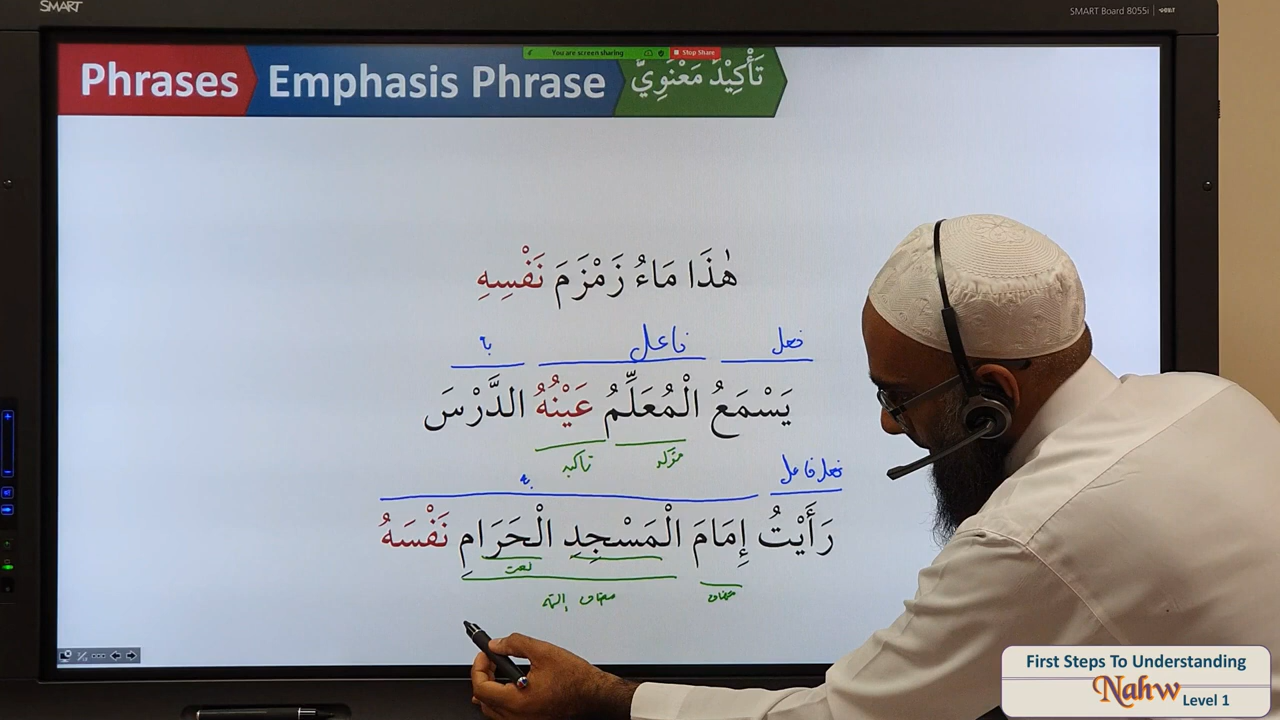 SMART
SMART Board 8055i
You are screen sharing Stop Share
Phrases Emphasis Phrase تَأْكِيْدٌ مَعْنَوِيٌّ
هٰذَا مَاءُ زَمْزَمَ نَفْسِهِ
فعل فاعل به
يَسْمَعُ الْمُعَلِّمُ عَيْنُهُ الدَّرْسَ
مؤكد تأكيد
فعل فاعل به
رَأَيْتُ إِمَامَ الْمَسْجِدِ الْحَرَامِ نَفْسَهُ
نعت
مضاف مضاف إليه
First Steps To Understanding
Nahw Level 1